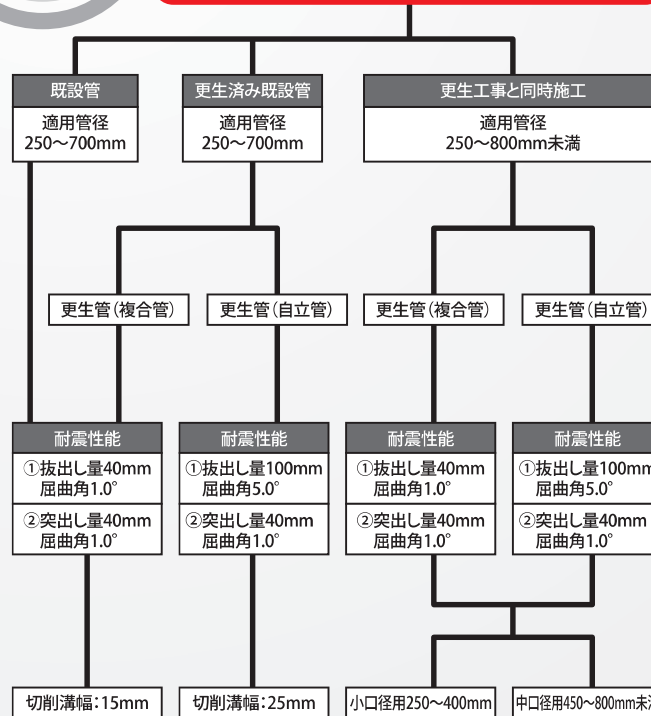 既設管
適用管径
250〜700mm
更生済み既設管
適用管径
250〜700mm
更生工事と同時施工
適用管径
250〜800mm未満
更生管(複合管)
更生管(自立管)
更生管(複合管)
更生管(自立管)
耐震性能
①抜出し量40mm
屈曲角1.0°
②突出し量40mm
屈曲角1.0°
耐震性能
①抜出し量100mm
屈曲角5.0°
②突出し量40mm
屈曲角1.0°
耐震性能
①抜出し量40mm
屈曲角1.0°
②突出し量40mm
屈曲角1.0°
耐震性能
①抜出し量100mm
屈曲角5.0°
②突出し量40mm
屈曲角1.0°
切削溝幅:15mm
切削溝幅:25mm
小口径用250〜400mm
中口径用450〜800mm未満